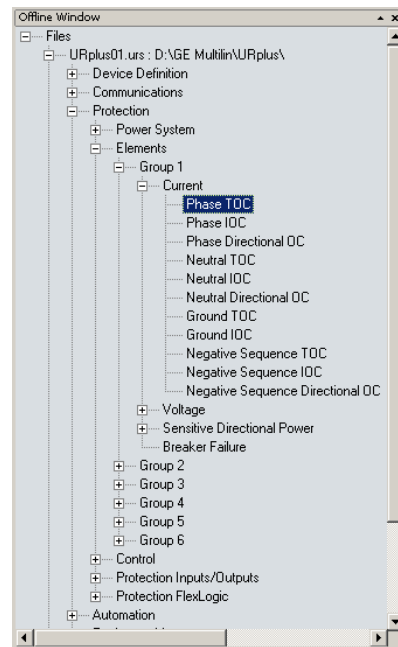 Offline Window
Files
URplus01.urs : D:\GE Multilin\URplus\
Device Definition
Communications
Protection
Power System
Elements
Group 1
Current
Phase TOC
Phase IOC
Phase Directional OC
Neutral TOC
Neutral IOC
Neutral Directional OC
Ground TOC
Ground IOC
Negative Sequence TOC
Negative Sequence IOC
Negative Sequence Directional OC
Voltage
Sensitive Directional Power
Breaker Failure
Group 2
Group 3
Group 4
Group 5
Group 6
Control
Protection Inputs/Outputs
Protection FlexLogic
Automation